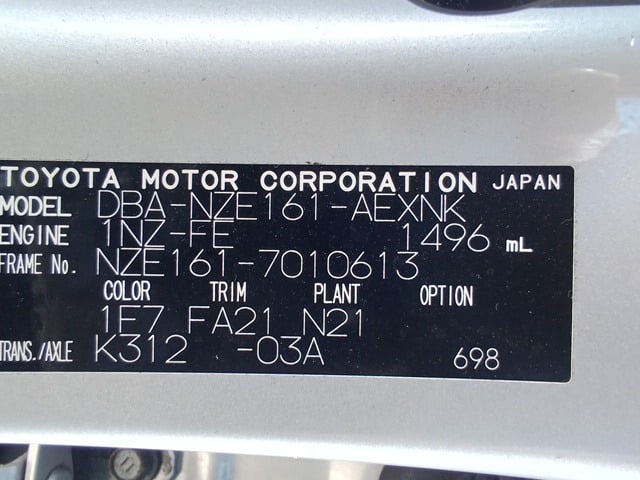 TOYOTA MOTOR CORPORATION JAPAN
MODEL DBA-NZE161-AEXNK
ENGINE 1NZ-FE 1496 mL
FRAME No. NZE161-7010613
COLOR TRIM PLANT OPTION
1E7 FA21 N21
TRANS./AXLE K312 -03A 698